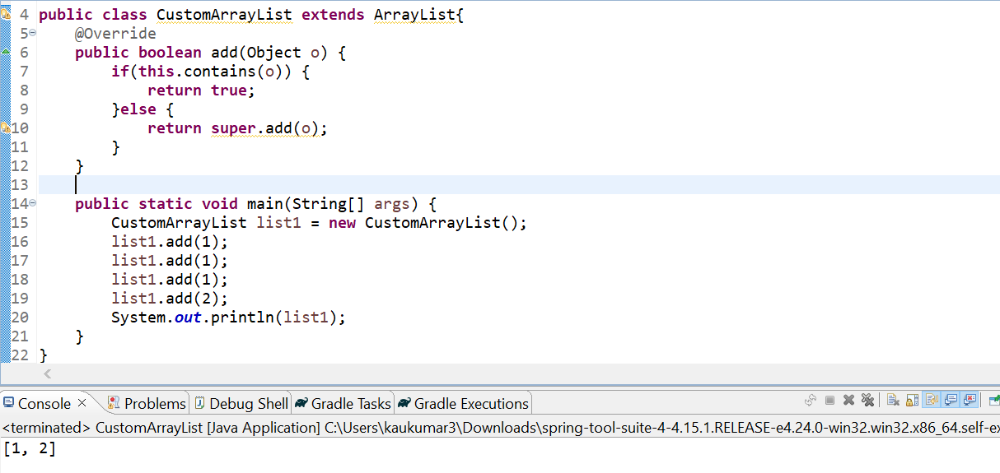 4 public class CustomArrayList extends ArrayList{
5 @Override
6 public boolean add(Object o) {
7 if(this.contains(o)) {
8 return true;
9 }else {
10 return super.add(o);
11 }
12 }
13
14 public static void main(String[] args) {
15 CustomArrayList list1 = new CustomArrayList();
16 list1.add(1);
17 list1.add(1);
18 list1.add(1);
19 list1.add(2);
20 System.out.println(list1);
21 }
22 }
Console Problems Debug Shell Gradle Tasks Gradle Executions
<terminated> CustomArrayList [Java Application] C:\Users\kaukumar3\Downloads\spring-tool-suite-4-4.15.1.RELEASE-e4.24.0-win32.win32.x86_64.self-ex
[1, 2]